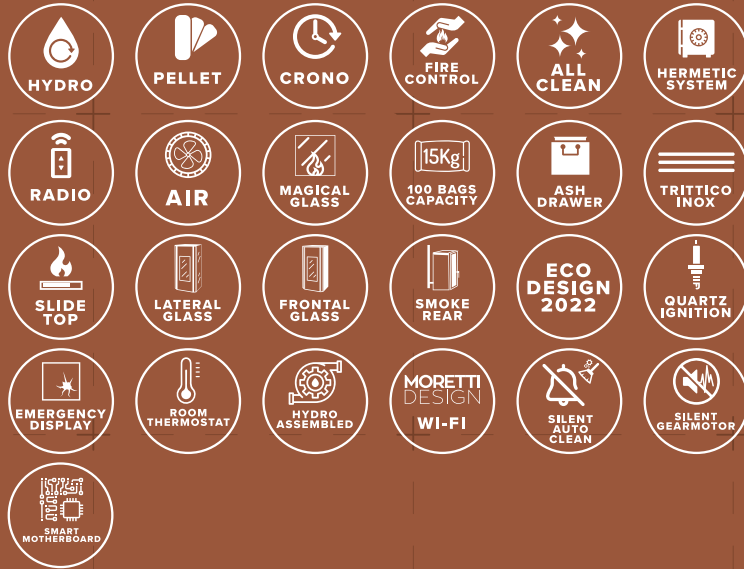 HYDRO
PELLET
CRONO
FIRE
CONTROL
ALL
CLEAN
HERMETIC
SYSTEM
RADIO
AIR
MAGICAL
GLASS
15Kg
100 BAGS
CAPACITY
ASH
DRAWER
TRITTICO
INOX
SLIDE
TOP
LATERAL
GLASS
FRONTAL
GLASS
SMOKE
REAR
ECO
DESIGN
2022
QUARTZ
IGNITION
EMERGENCY
DISPLAY
ROOM
THERMOSTAT
HYDRO
ASSEMBLED
MORETTI
DESIGN
WI-FI
SILENT
AUTO
CLEAN
SILENT
GEARMOTOR
SMART
MOTHERBOARD